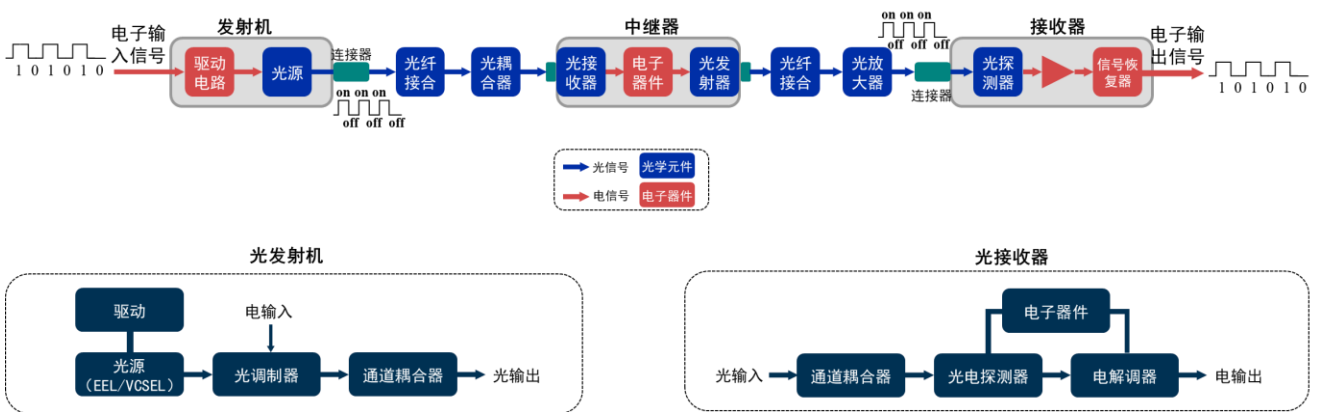 发射机
中继器
接收器
电子输
入信号
1 0 1 0 1 0
驱动
电路
光源
连接器
on on on
off off off
光纤
接合
光耦
合器
光接
收器
电子
器件
光发
射器
光纤
接合
光放
大器
on on on
off off off
连接器
光探
测器
信号恢
复器
电子输
出信号
1 0 1 0 1 0
光信号
光学元件
电信号
电子器件
光发射机
驱动
电输入
光源
(EEL/VCSEL)
光调制器
通道耦合器
光输出
光接收器
电子器件
光输入
通道耦合器
光电探测器
电解调器
电输出